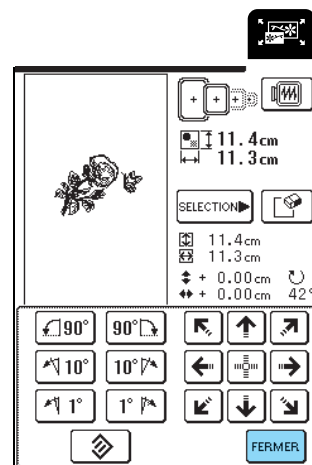 11.4cm
11.3cm
SELECTION
11.4cm
11.3cm
+ 0.00cm
+ 0.00cm 42°
90° 90°
10° 10°
1° 1°
FERMER